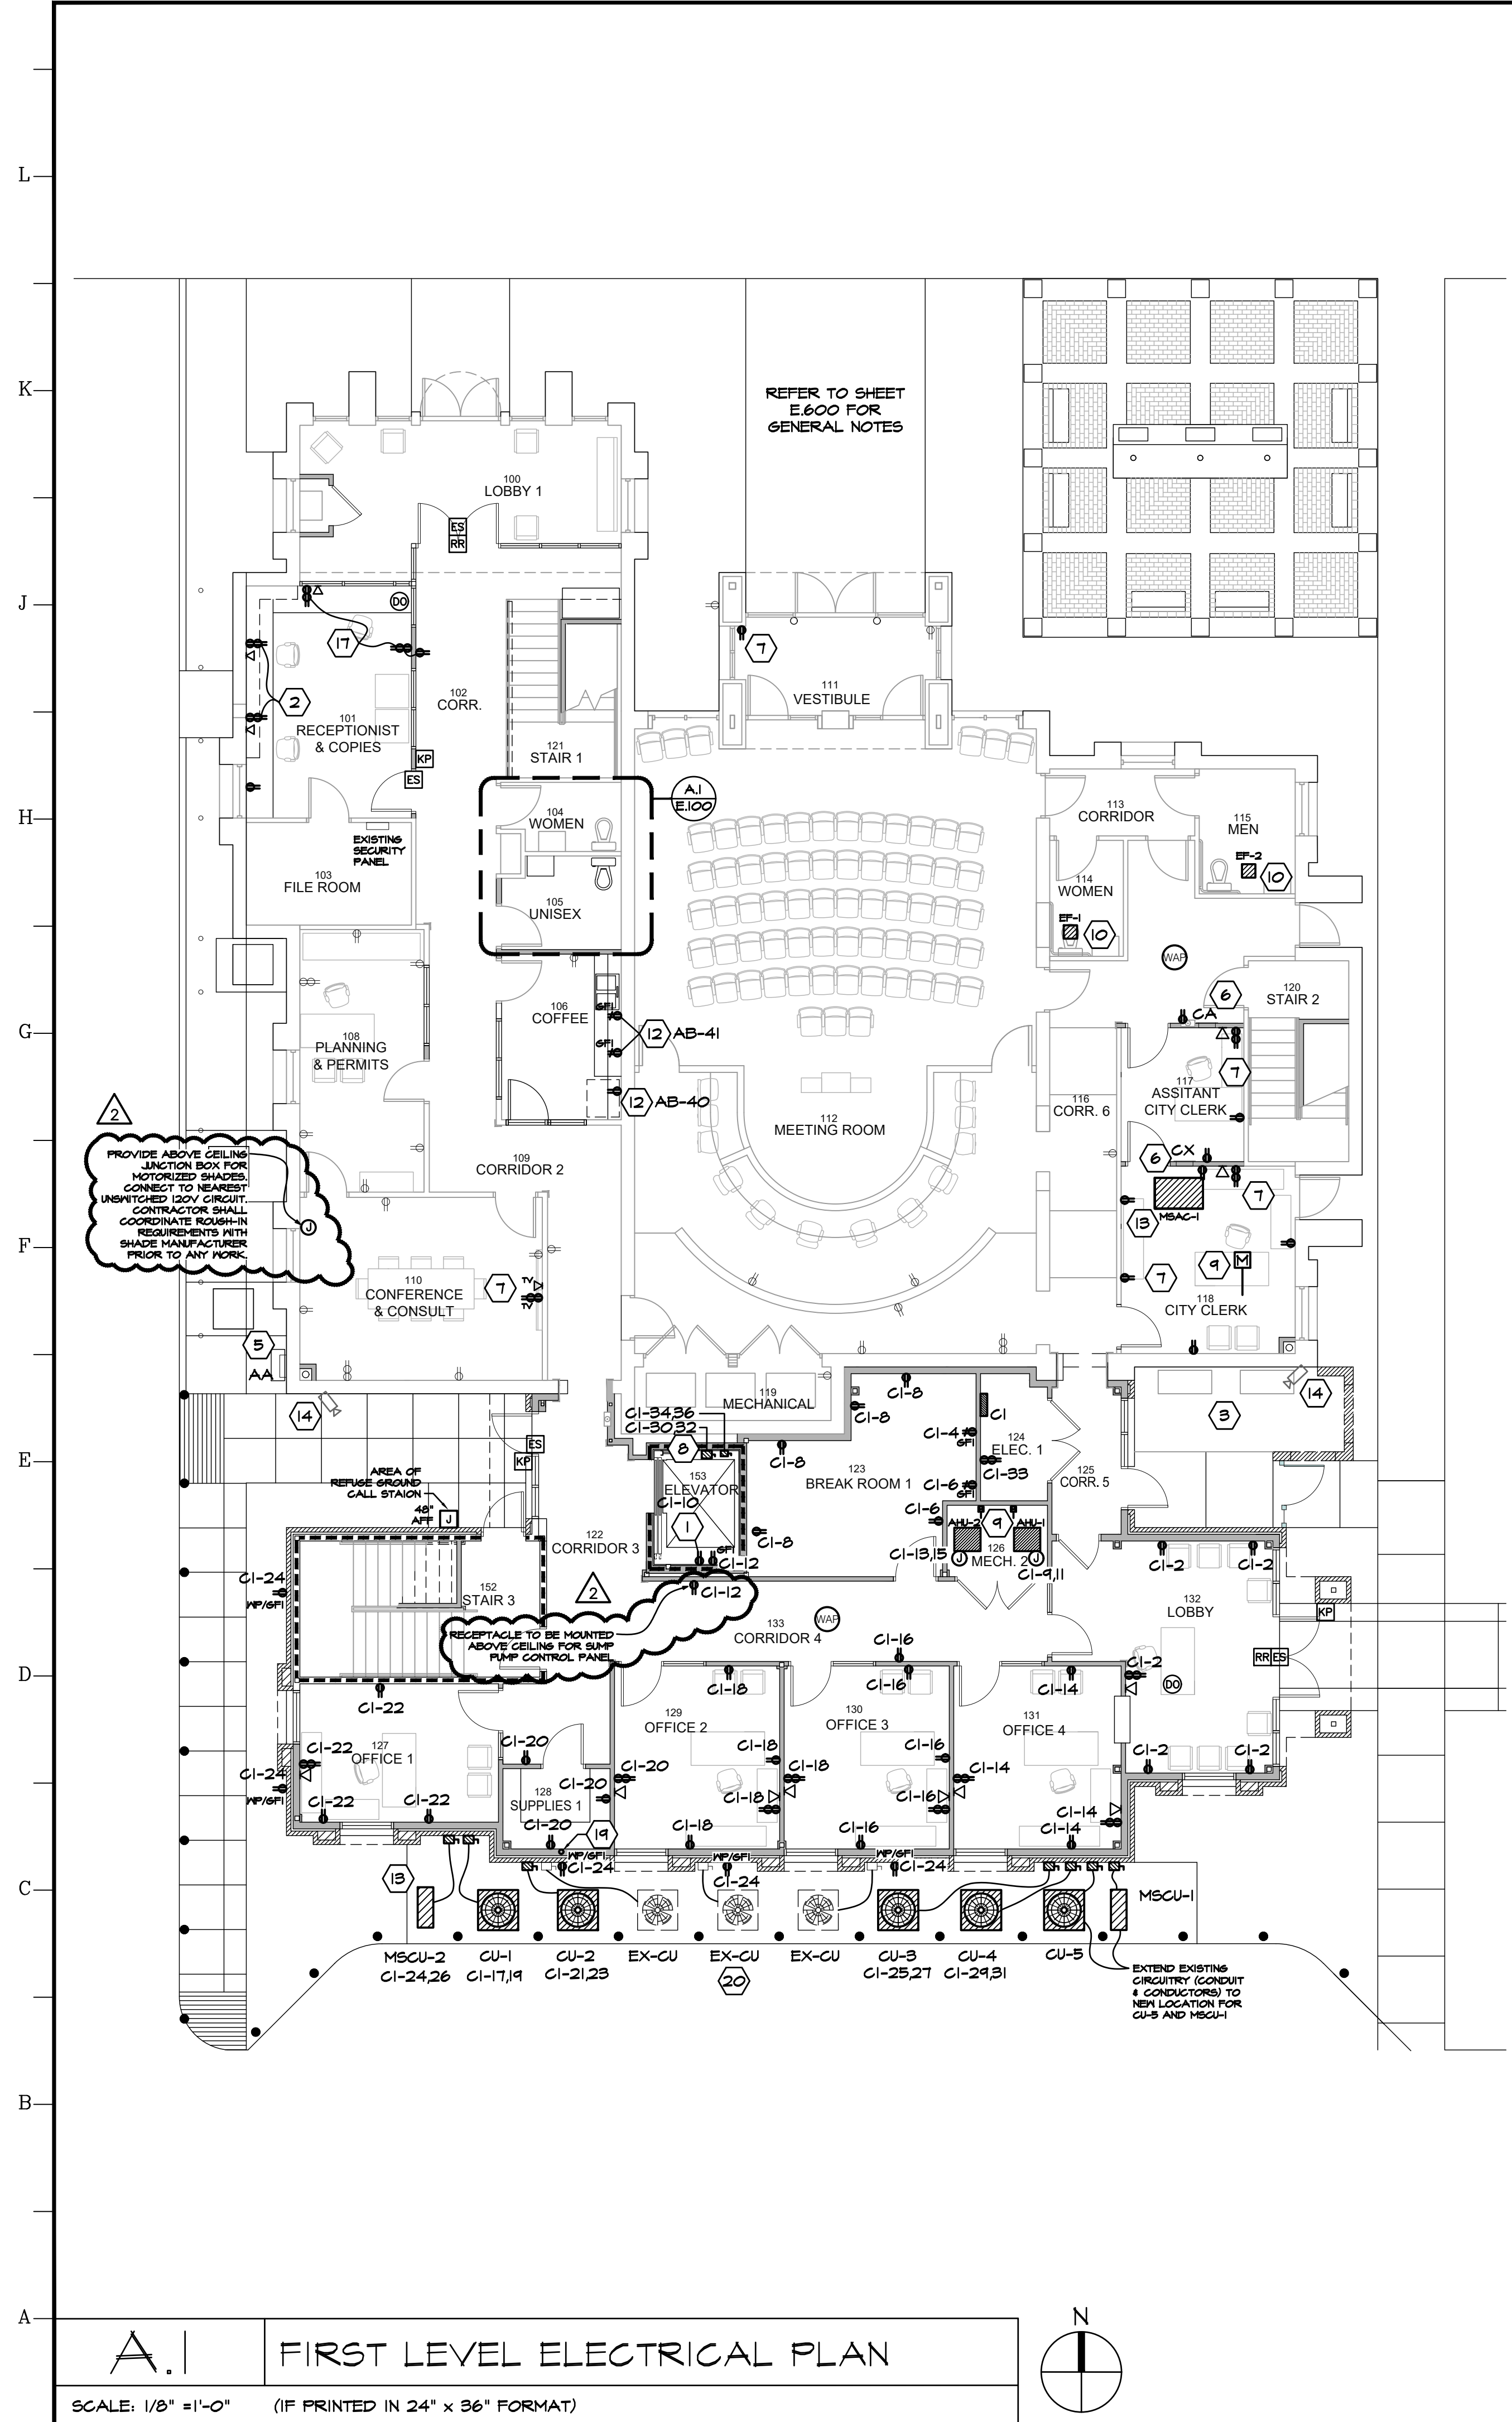 L
K
REFER TO SHEET
E.600 FOR
GENERAL NOTES
100
LOBBY 1
ES
RR
J
DO
17
7
2
102
CORR.
111
VESTIBULE
101
RECEPTIONIST
& COPIES
121
STAIR 1
KP
ES
A.1
E.100
H
104
WOMEN
113
CORRIDOR
115
MEN
EXISTING
SECURITY
PANEL
EF-2
10
103
FILE ROOM
114
WOMEN
105
UNISEX
EF-1
10
WAP
6
120
STAIR 2
G
106
COFFEE
GFI
CA
GFI
12
AB-41
108
PLANNING
& PERMITS
7
117
ASSITANT
CITY CLERK
12
AB-40
116
CORR. 6
2
112
MEETING ROOM
PROVIDE ABOVE CEILING
JUNCTION BOX FOR
MOTORIZED SHADES.
CONNECT TO NEAREST
UNSWITCHED 120V CIRCUIT.
CONTRACTOR SHALL
COORDINATE ROUGH-IN
REQUIREMENTS WITH
SHADE MANUFACTURER
PRIOR TO ANY WORK.
J
109
CORRIDOR 2
6
CX
7
MSAC-1
13
F
9
M
110
CONFERENCE
& CONSULT
7
TV
TV
7
118
CITY CLERK
5
AA
14
119
MECHANICAL
C1-8
C1-8
C1
14
3
C1-34,36
C1-30,32
8
C1-4
GFI
124
ELEC. 1
E
ES
KP
AREA OF
REFUGE GROUND
CALL STAION
48"
AFF
J
153
ELEVATOR
C1-8
123
BREAK ROOM 1
C1-33
C1-6
GFI
125
CORR. 5
C1-10
1
C1-6
AHU-2
9
AHU-1
122
CORRIDOR 3
C1-8
GFI
C1-12
C1-13,15
J
126
MECH. 2
J
C1-9,11
C1-2
C1-2
C1-24
WP/GFI
152
STAIR 3
2
C1-12
132
LOBBY
KP
RECEPTACLE TO BE MOUNTED
ABOVE CEILING FOR SUMP
PUMP CONTROL PANEL
WAP
133
CORRIDOR 4
D
C1-16
RR
ES
C1-22
C1-18
C1-16
C1-14
C1-2
DO
129
OFFICE 2
130
OFFICE 3
131
OFFICE 4
C1-22
127
OFFICE 1
C1-20
C1-18
C1-16
C1-2
C1-2
C1-24
WP/GFI
C1-20
C1-20
C1-18
C1-14
128
SUPPLIES 1
C1-22
C1-22
C1-18
C1-16
C1-14
C1-20
19
C1-18
C1-16
C1-14
WP/GFI
C1-24
WP/GFI
C1-24
C1-24
C
13
MSCU-1
MSCU-2
C1-24,26
CU-1
C1-17,19
CU-2
C1-21,23
EX-CU
EX-CU
20
EX-CU
CU-3
C1-25,27
CU-4
C1-29,31
CU-5
EXTEND EXISTING
CIRCUITRY (CONDUIT
& CONDUCTORS) TO
NEW LOCATION FOR
CU-5 AND MSCU-1
B
A
N
A.1
FIRST LEVEL ELECTRICAL PLAN
SCALE: 1/8" =1'-0"
(IF PRINTED IN 24" x 36" FORMAT)